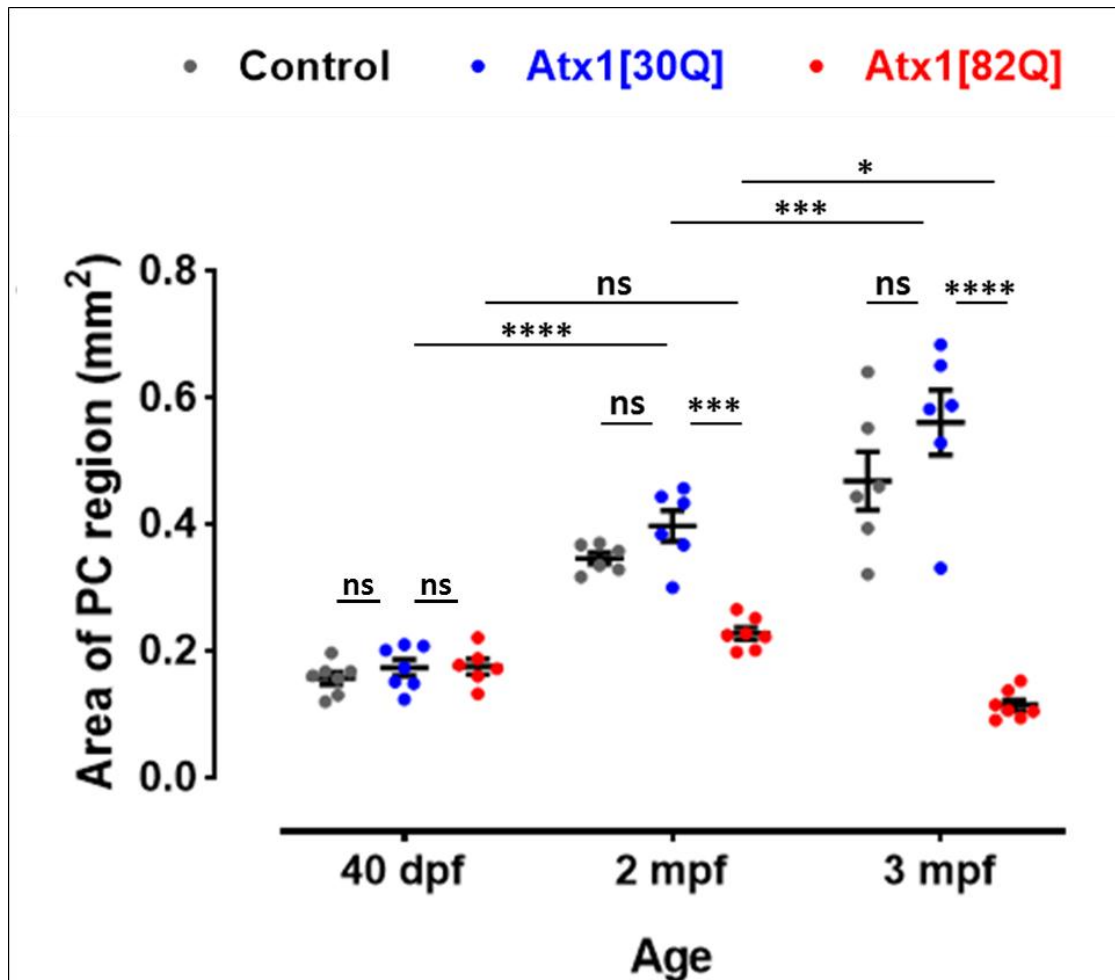 Control Atx1[30Q] Atx1[82Q]
*
***
0.8
ns
ns ****
****
0.6
ns ***
0.4
ns ns
0.2
0.0
Area of PC region (mm²)
40 dpf 2 mpf 3 mpf
Age